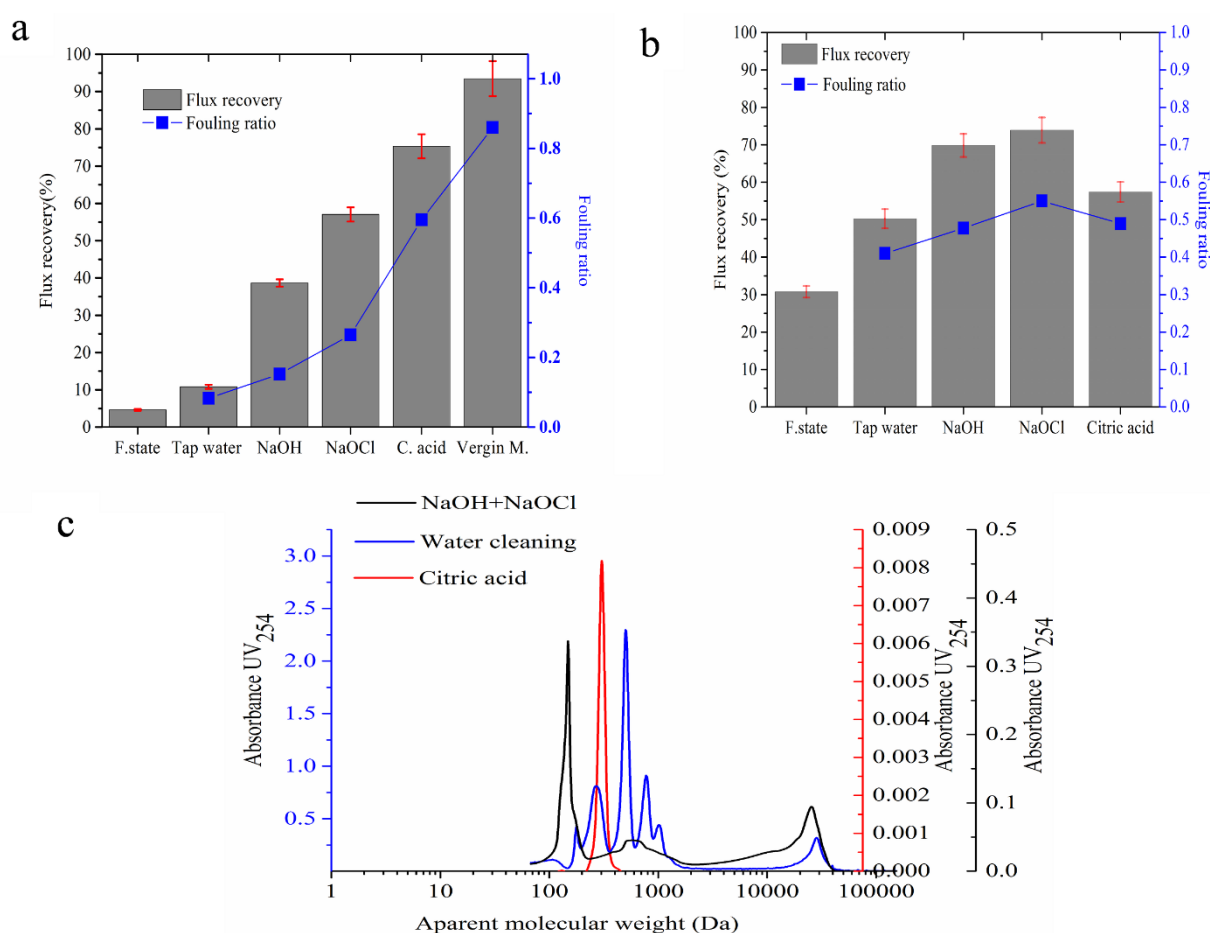 a
100
90
80
70
60
50
40
30
20
10
0
Flux recovery(%)
Flux recovery
Fouling ratio
1.0
0.8
0.6
0.4
0.2
0.0
Fouling ratio
F.state Tap water NaOH NaOCl C. acid Vergin M.
b
100
90
80
70
60
50
40
30
20
10
0
Flux recovery (%)
Flux recovery
Fouling ratio
1.0
0.9
0.8
0.7
0.6
0.5
0.4
0.3
0.2
0.1
0.0
Fouling ratio
F.state Tap water NaOH NaOCl Citric acid
c
NaOH+NaOCl
Water cleaning
Citric acid
3.0
2.5
2.0
1.5
1.0
0.5
Absorbance UV254
0.009
0.008
0.007
0.006
0.005
0.004
0.003
0.002
0.001
0.000
Absorbance UV254
0.5
0.4
0.3
0.2
0.1
0.0
Absorbance UV254
1 10 100 1000 10000 100000
Apparent molecular weight (Da)